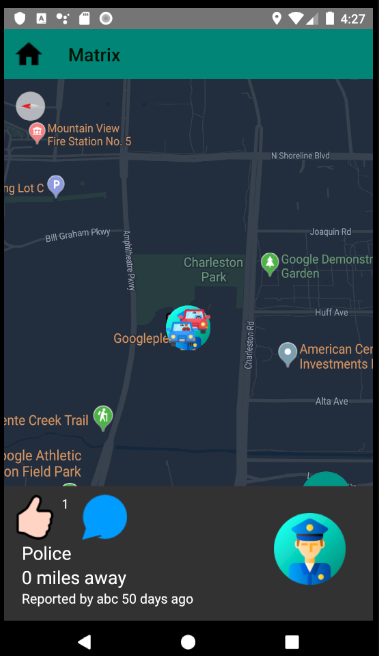 4:27
Matrix
Mountain View
Fire Station No. 5
N Shoreline Blvd
ng Lot C
P
Bill Graham Pkwy
Amphitheatre Pkwy
Joaquin Rd
Charleston
Park
Google Demonstr
Garden
Huff Ave
Googleple
Charleston Rd
American Cen
Investments I
Alta Ave
ente Creek Trail
oogle Athletic
on Field Park
1
Police
0 miles away
Reported by abc 50 days ago